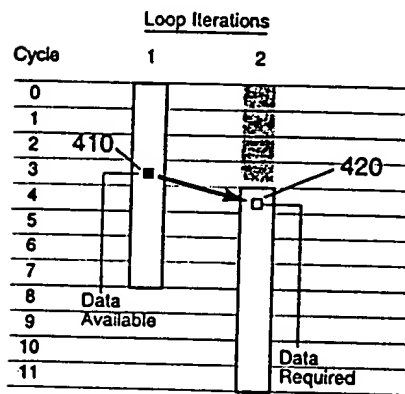 Loop Iterations
Cycle 1 2
0
1
2
410
3 420
4
5
6
7
8
Data
Available
9
10
Data
11
Required